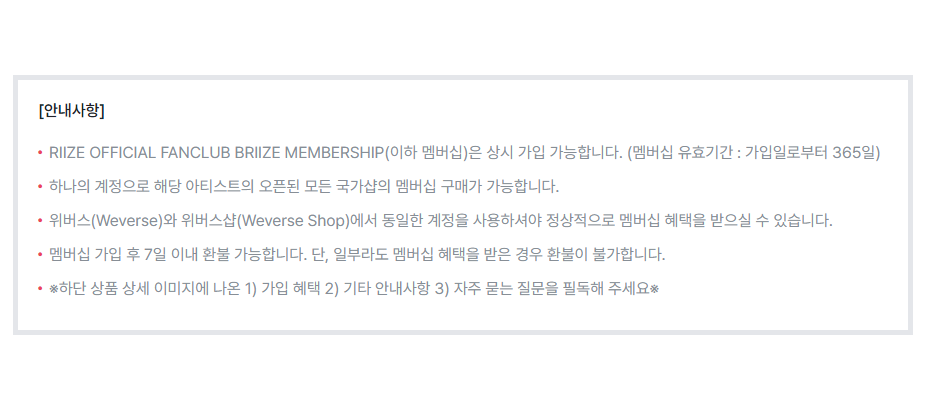 [안내사항]
• RIIZE OFFICIAL FANCLUB BRIIZE MEMBERSHIP(이하 멤버십)은 상시 가입 가능합니다. (멤버십 유효기간 : 가입일로부터 365일)
• 하나의 계정으로 해당 아티스트의 오픈된 모든 국가샵의 멤버십 구매가 가능합니다.
• 위버스(Weverse)와 위버스샵(Weverse Shop)에서 동일한 계정을 사용하셔야 정상적으로 멤버십 혜택을 받으실 수 있습니다.
• 멤버십 가입 후 7일 이내 환불 가능합니다. 단, 일부라도 멤버십 혜택을 받은 경우 환불이 불가합니다.
• ※하단 상품 상세 이미지에 나온 1) 가입 혜택 2) 기타 안내사항 3) 자주 묻는 질문을 필독해 주세요※